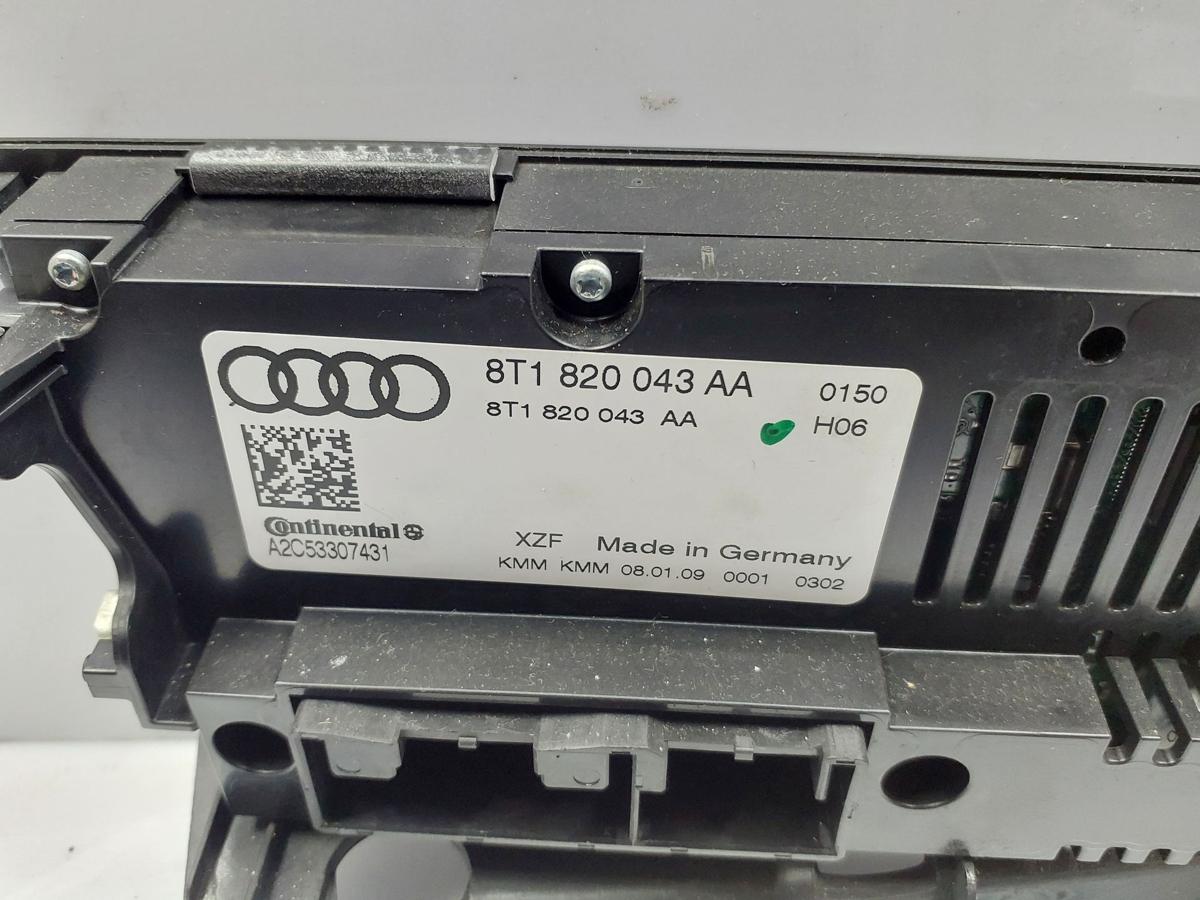 8T1 820 043 AA 0150
8T1 820 043 AA H06
Continental
A2C53307431
XZF Made in Germany
KMM KMM 08.01.09 0001 0302